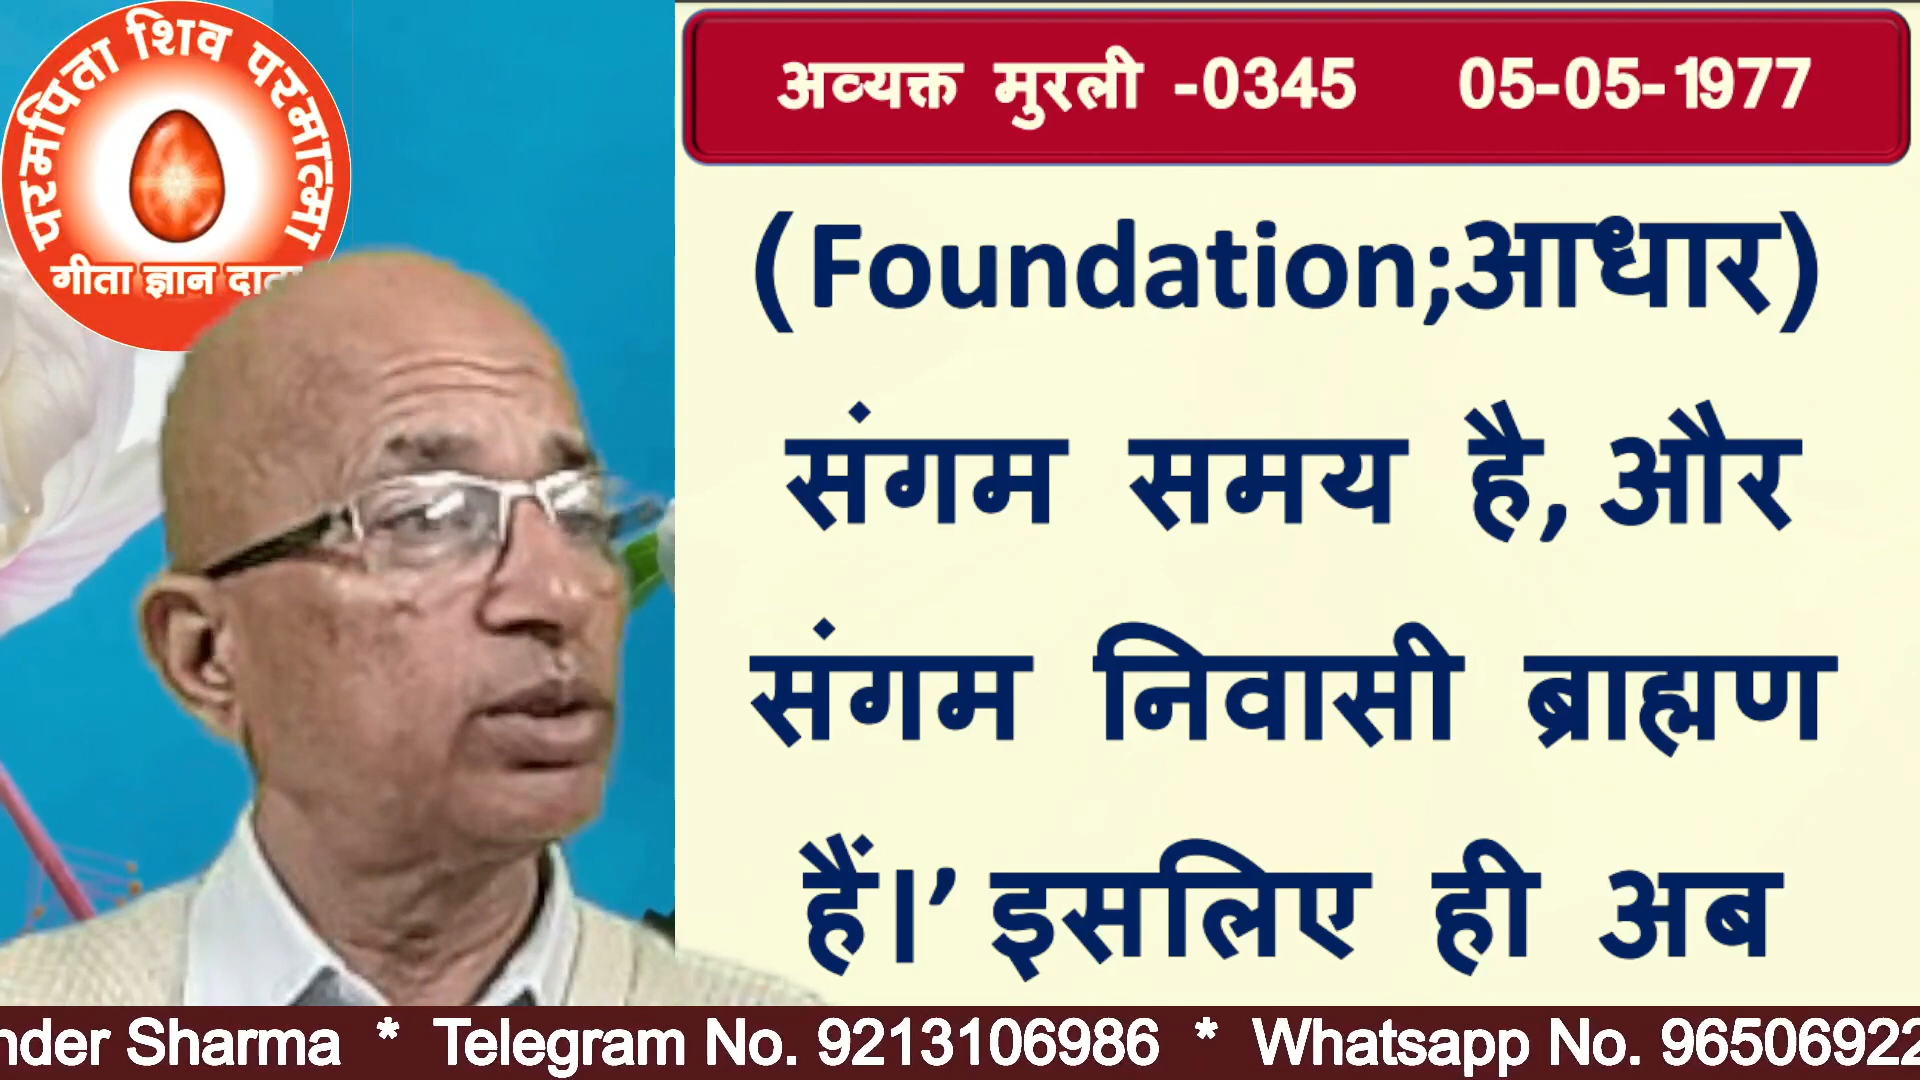 परमपिता शिव परमात्मा
गीता ज्ञान
अव्यक्त मुरली -0345 05-05-1977
(Foundation;आधार)
संगम समय है, और
संगम निवासी ब्राह्मण
हैं।’ इसलिए ही अब
nder Sharma * Telegram No. 9213106986 * Whatsapp No. 96506922